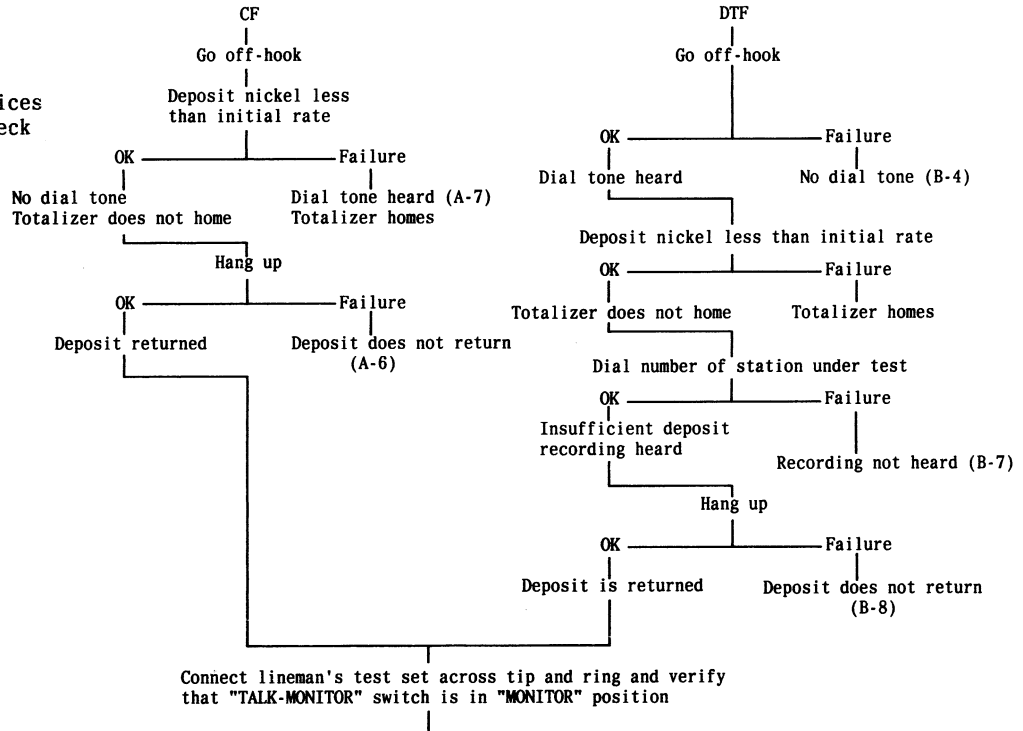 CF
DTF
Go off-hook
Go off-hook
Deposit nickel less
than initial rate
ices
eck
OK
Failure
OK
Failure
No dial tone
Totalizer does not home
Dial tone heard (A-7)
Totalizer homes
Dial tone heard
No dial tone (B-4)
Deposit nickel less than initial rate
Hang up
OK
Failure
OK
Failure
Deposit returned
Deposit does not return
(A-6)
Totalizer does not home
Totalizer homes
Dial number of station under test
OK
Failure
Insufficient deposit
recording heard
Recording not heard (B-7)
Hang up
OK
Failure
Deposit is returned
Deposit does not return
(B-8)
Connect lineman's test set across tip and ring and verify
that "TALK-MONITOR" switch is in "MONITOR" position